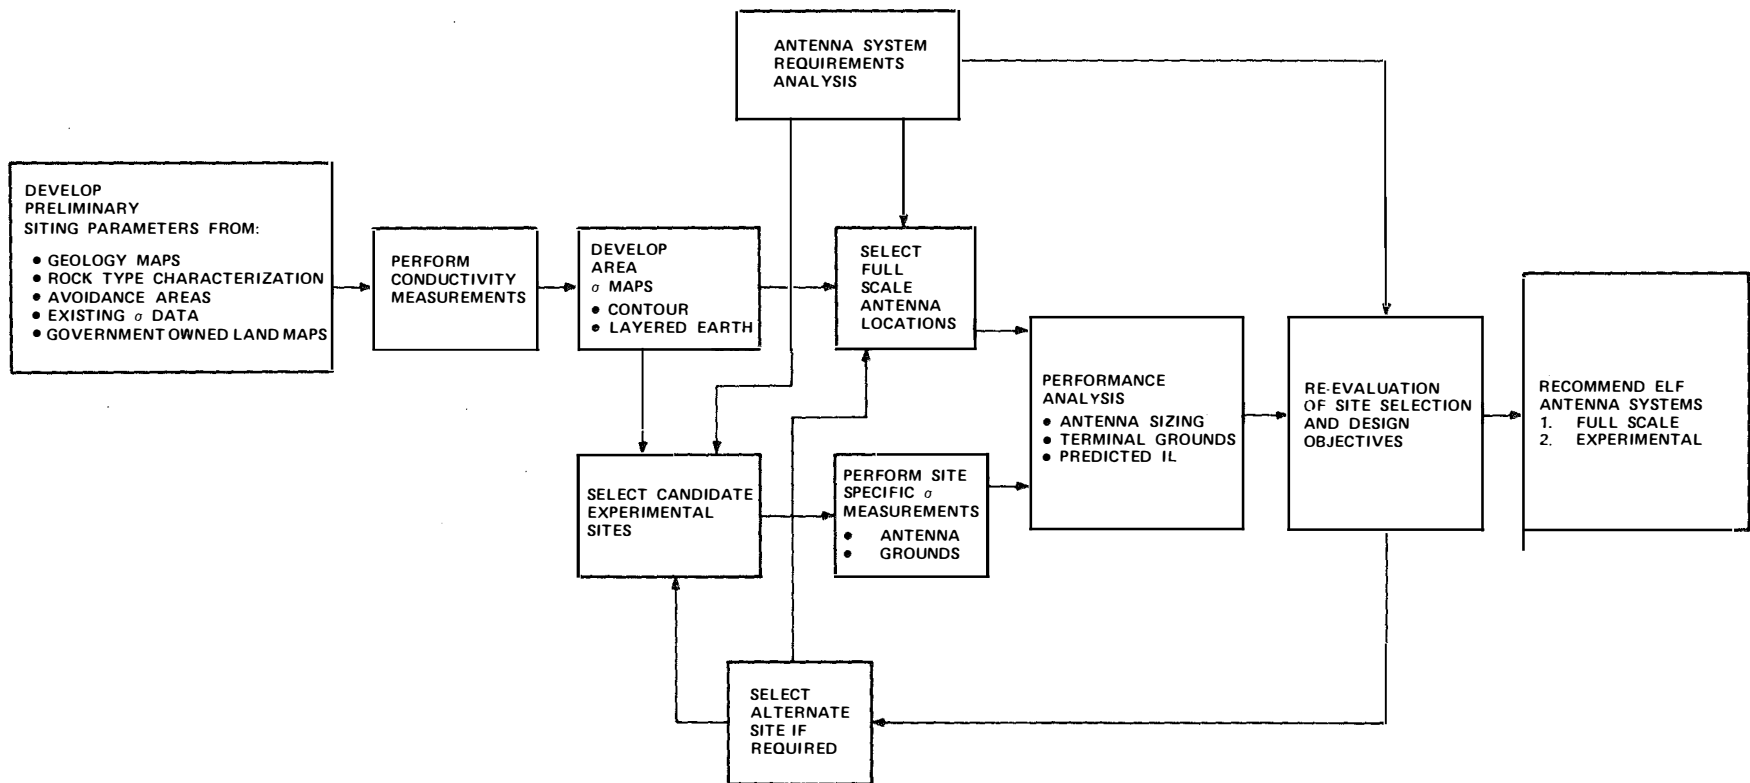 ANTENNA SYSTEM
REQUIREMENTS
ANALYSIS
DEVELOP
PRELIMINARY
SITING PARAMETERS FROM:
• GEOLOGY MAPS
• ROCK TYPE CHARACTERIZATION
• AVOIDANCE AREAS
• EXISTING σ DATA
• GOVERNMENT OWNED LAND MAPS
PERFORM
CONDUCTIVITY
MEASUREMENTS
DEVELOP
AREA
σ MAPS
• CONTOUR
• LAYERED EARTH
SELECT
FULL
SCALE
ANTENNA
LOCATIONS
SELECT CANDIDATE
EXPERIMENTAL
SITES
PERFORM SITE
SPECIFIC σ
MEASUREMENTS
• ANTENNA
• GROUNDS
PERFORMANCE
ANALYSIS
• ANTENNA SIZING
• TERMINAL GROUNDS
• PREDICTED IL
RE-EVALUATION
OF SITE SELECTION
AND DESIGN
OBJECTIVES
RECOMMEND ELF
ANTENNA SYSTEMS
1. FULL SCALE
2. EXPERIMENTAL
SELECT
ALTERNATE
SITE IF
REQUIRED